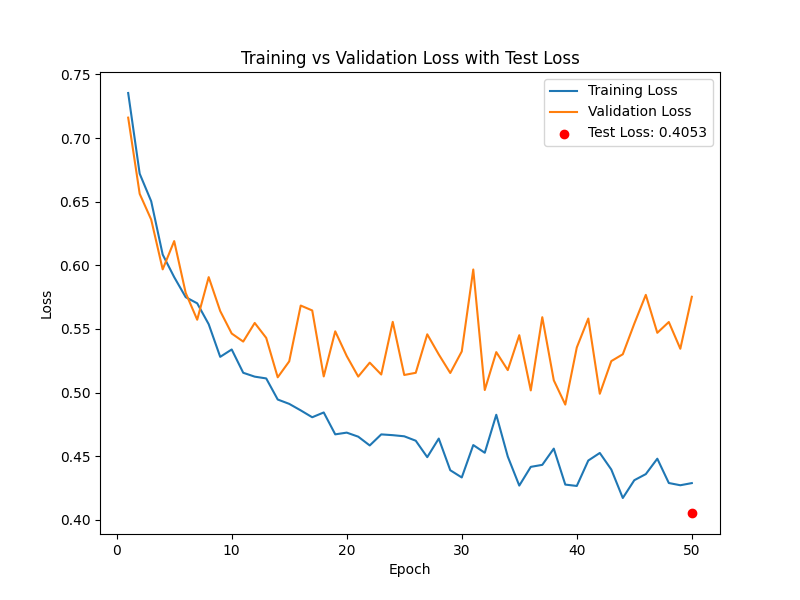 Training vs Validation Loss with Test Loss
Training Loss
Validation Loss
Test Loss: 0.4053
0.75
0.70
0.65
0.60
0.55
0.50
0.45
0.40
Loss
0
10
20
30
40
50
Epoch